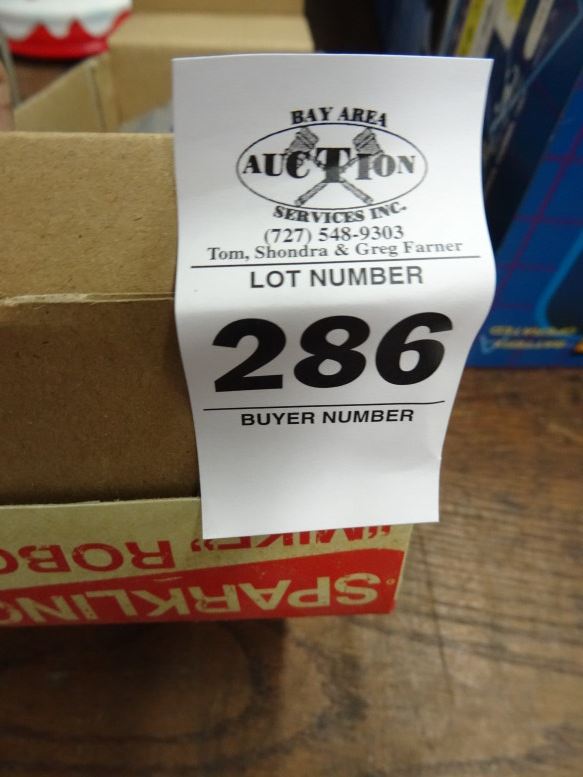 BAY AREA
AUCTION
SERVICES INC.
(727) 548-9303
Tom, Shondra & Greg Farner
LOT NUMBER
286
BUYER NUMBER
SPARKLING
"MIKE" ROBO